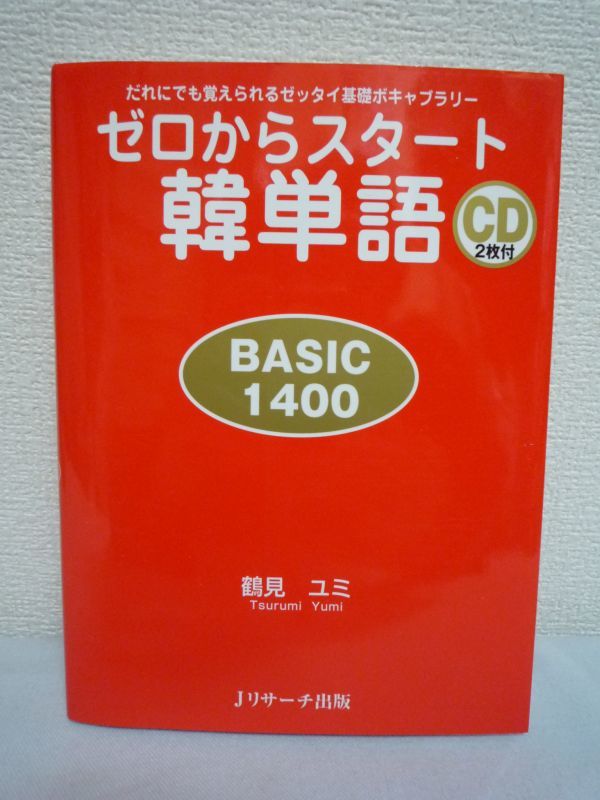 だれにでも覚えられるゼッタイ基礎ボキャブラリー
ゼロからスタート
韓単語
CD
2枚付
BASIC
1400
鶴見 ユミ
Tsurumi Yumi
Jリサーチ出版